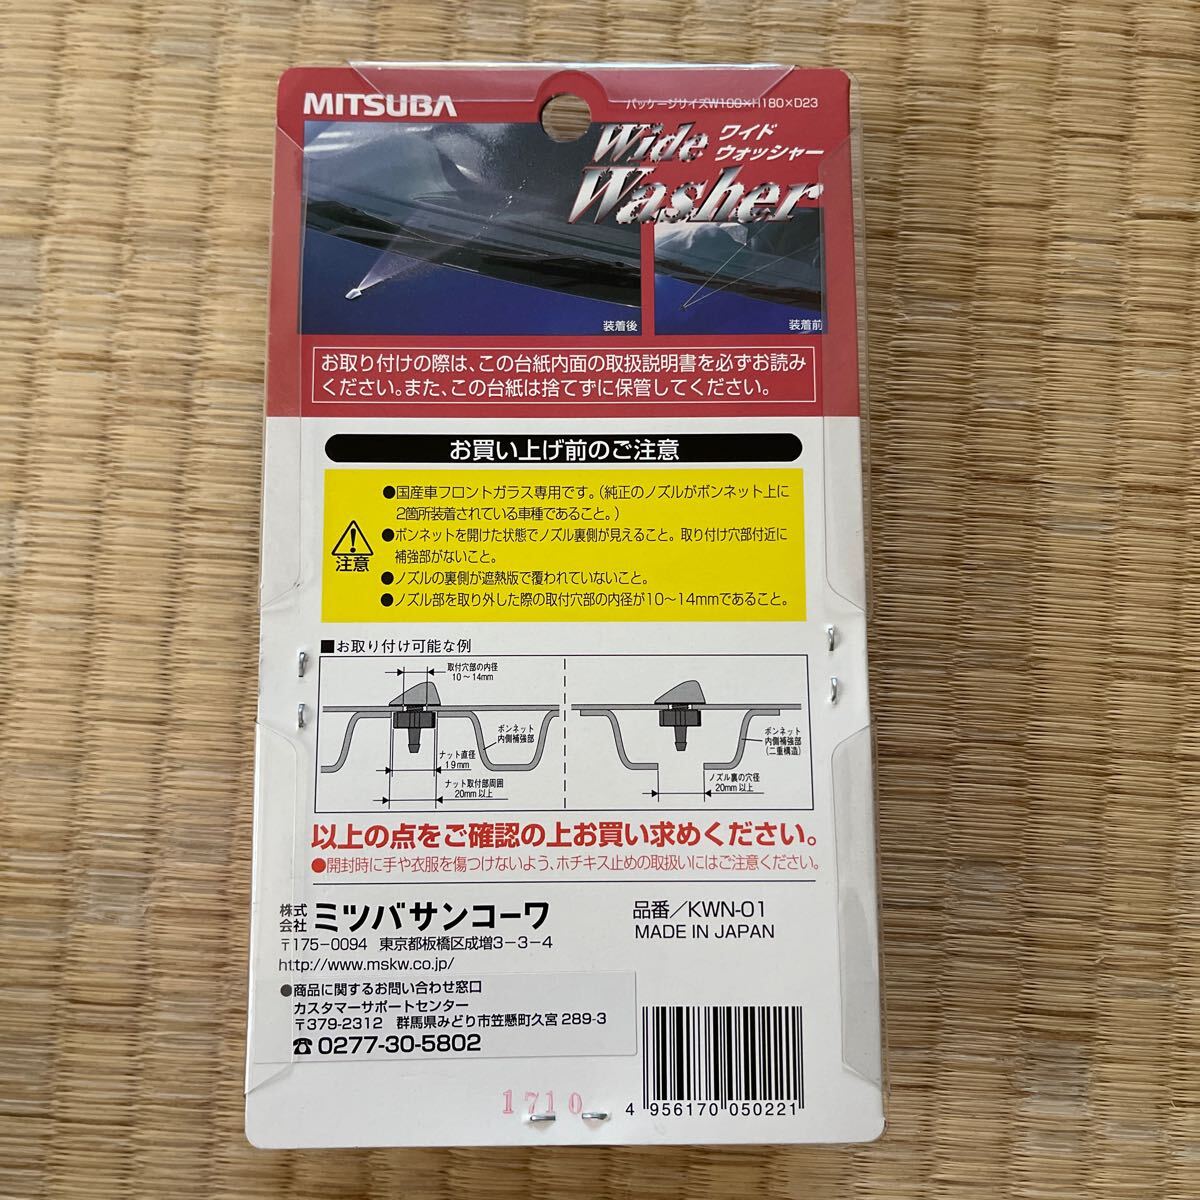 MITSUBA
パッケージサイズW100×H180×D23
Wide
Washer
ワイド
ウォッシャー
装着後
装着前
お取り付けの際は、この台紙内面の取扱説明書を必ずお読み
ください。また、この台紙は捨てずに保管してください。
お買い上げ前のご注意
注意
●国産車フロントガラス専用です。(純正のノズルがボンネット上に
2箇所装着されている車種であること。)
●ボンネットを開けた状態でノズル裏側が見えること。取り付け穴部付近に
補強部がないこと。
●ノズルの裏側が遮熱版で覆われていないこと。
●ノズル部を取り外した際の取付穴部の内径が10〜14mmであること。
■お取り付け可能な例
取付穴部の内径
10〜14mm
ボンネット
内側補強部
ナット直径
19mm
ナット取付部周囲
20mm以上
ボンネット
内側補強部
(二重構造)
ノズル裏の穴径
20mm以上
以上の点をご確認の上お買い求めください。
●開封時に手や衣服を傷つけないよう、ホチキス止めの取扱いにはご注意ください。
株式会社 ミツバサンコーワ
〒175-0094 東京都板橋区成増3-3-4
http://www.mskw.co.jp/
品番/KWN-01
MADE IN JAPAN
●商品に関するお問い合わせ窓口
カスタマーサポートセンター
〒379-2312 群馬県みどり市笠懸町久宮289-3
☎0277-30-5802
1710
4 956170 050221